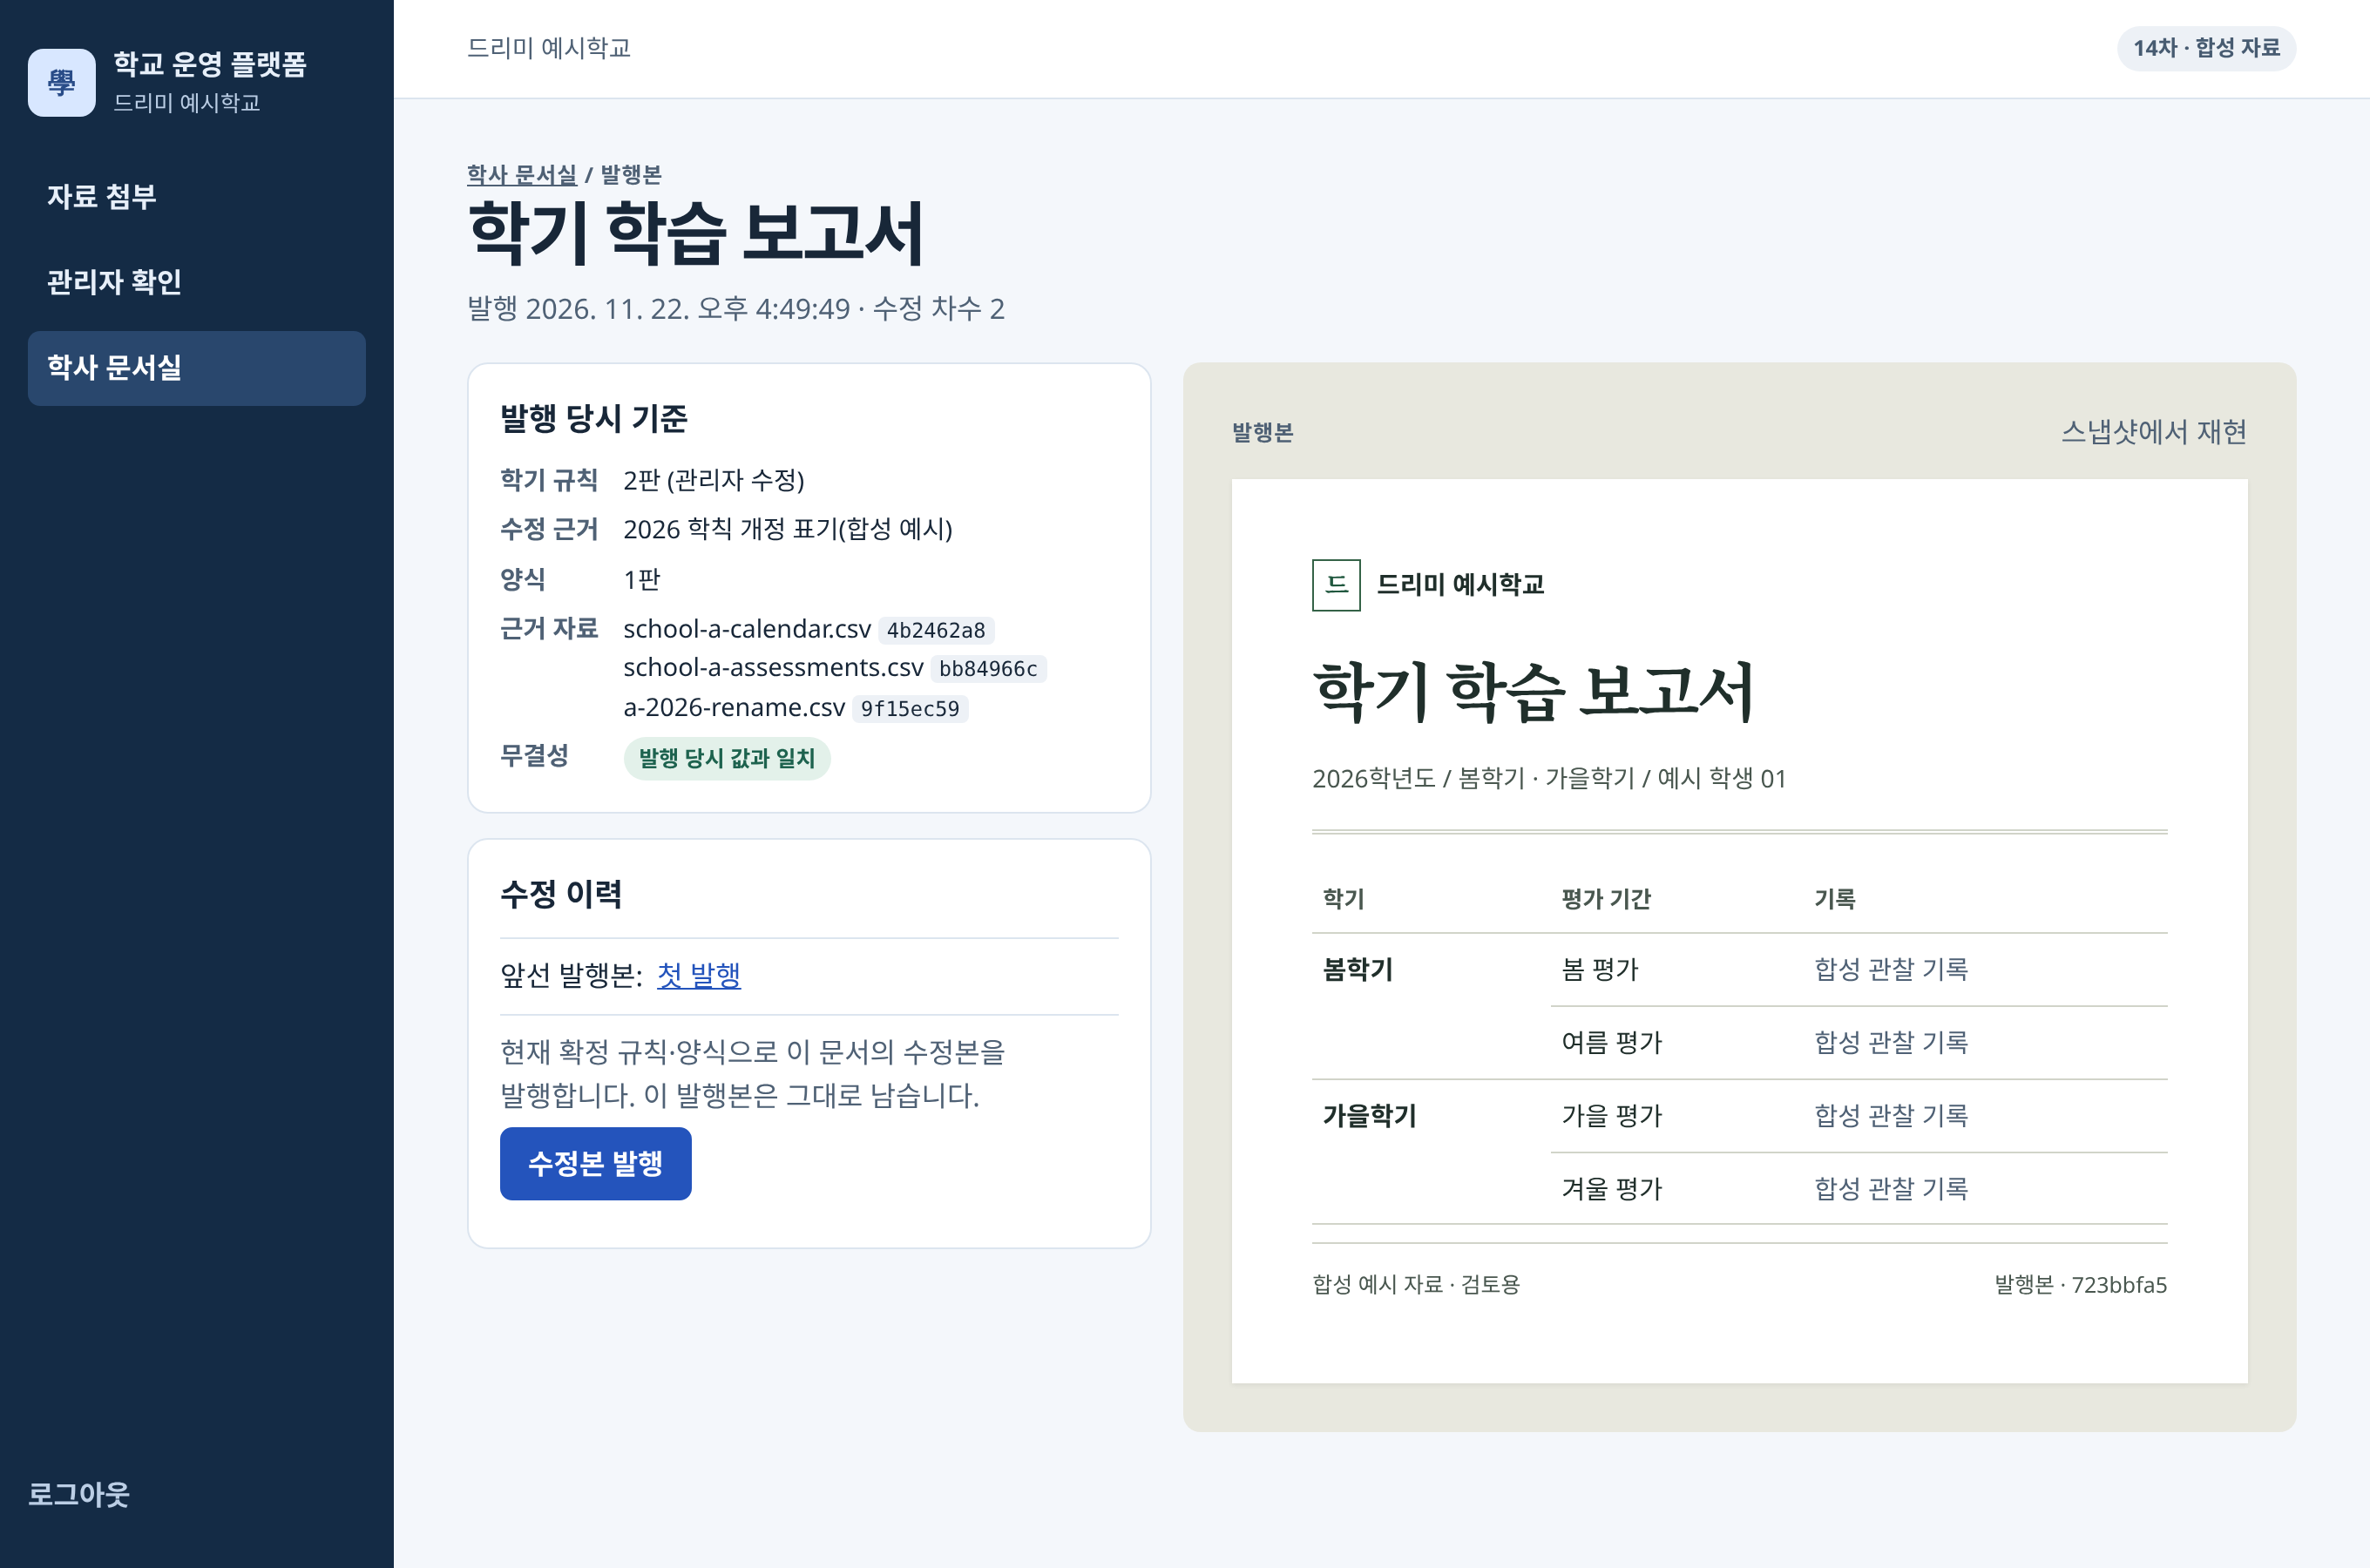 學
학교 운영 플랫폼
드리미 예시학교
자료 첨부
관리자 확인
학사 문서실
로그아웃
드리미 예시학교
14차 · 합성 자료
학사 문서실 / 발행본
학기 학습 보고서
발행 2026. 11. 22. 오후 4:49:49 · 수정 차수 2
발행 당시 기준
학기 규칙 2판 (관리자 수정)
수정 근거 2026 학칙 개정 표기(합성 예시)
양식 1판
근거 자료 school-a-calendar.csv 4b2462a8
school-a-assessments.csv bb84966c
a-2026-rename.csv 9f15ec59
무결성 발행 당시 값과 일치
수정 이력
앞선 발행본: 첫 발행
현재 확정 규칙·양식으로 이 문서의 수정본을
발행합니다. 이 발행본은 그대로 남습니다.
수정본 발행
발행본 스냅샷에서 재현
드 드리미 예시학교
학기 학습 보고서
2026학년도 / 봄학기 · 가을학기 / 예시 학생 01
학기 평가 기간 기록
봄학기 봄 평가 합성 관찰 기록
여름 평가 합성 관찰 기록
가을학기 가을 평가 합성 관찰 기록
겨울 평가 합성 관찰 기록
합성 예시 자료 · 검토용 발행본 · 723bbfa5